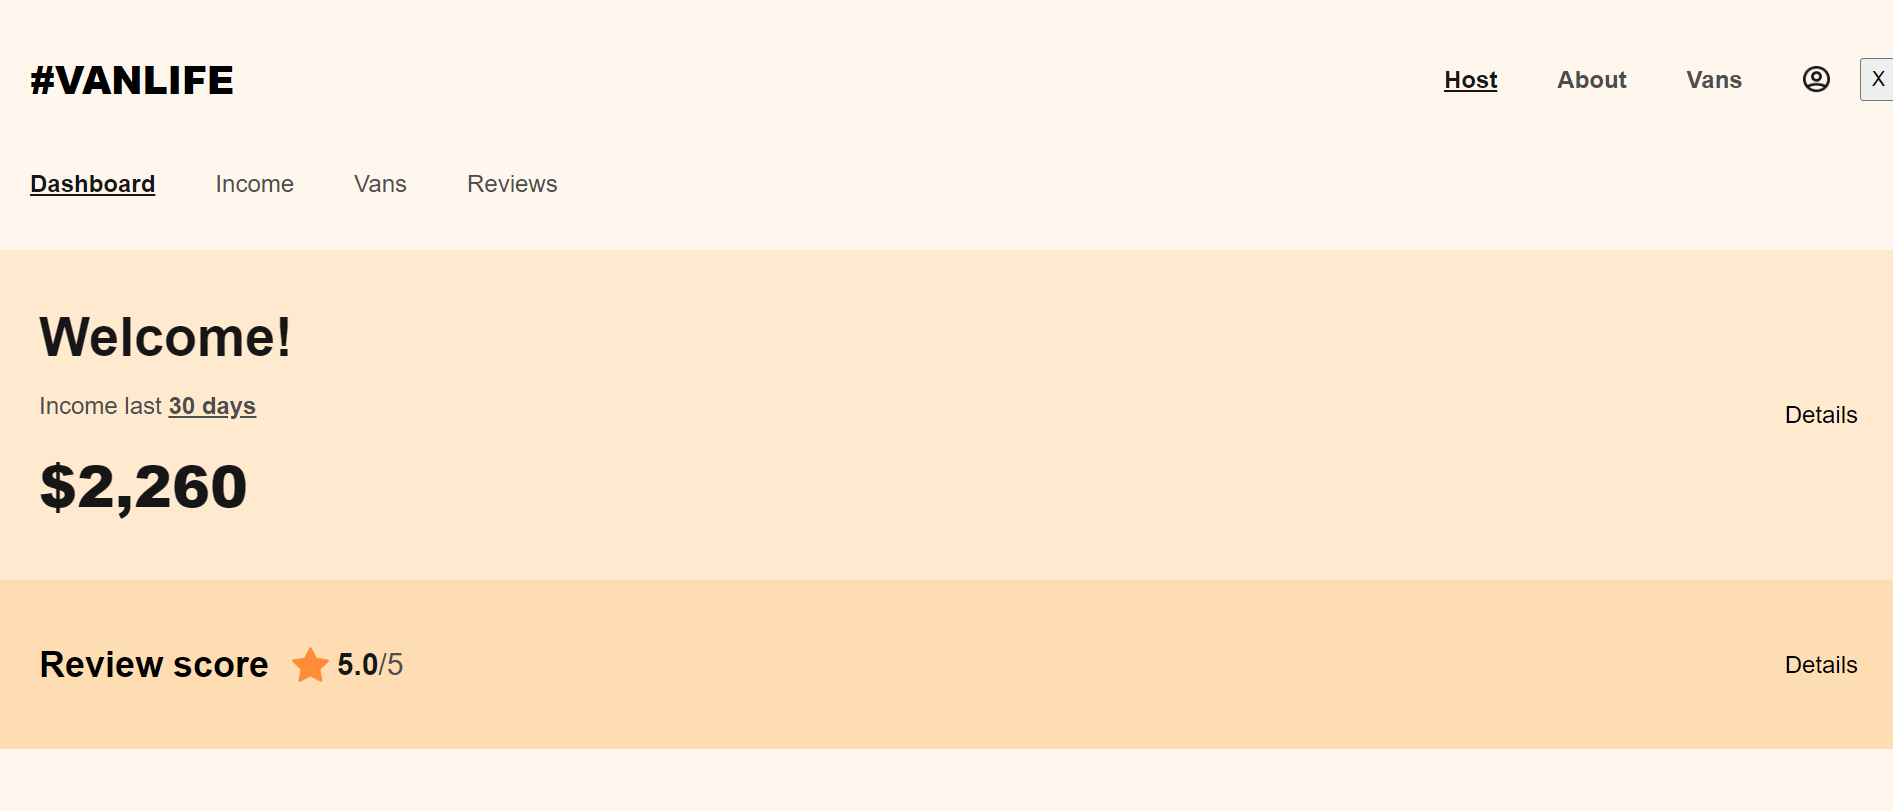 #VANLIFE
Host About Vans X
Dashboard Income Vans Reviews
Welcome!
Income last 30 days
Details
$2,260
Review score 5.0/5
Details